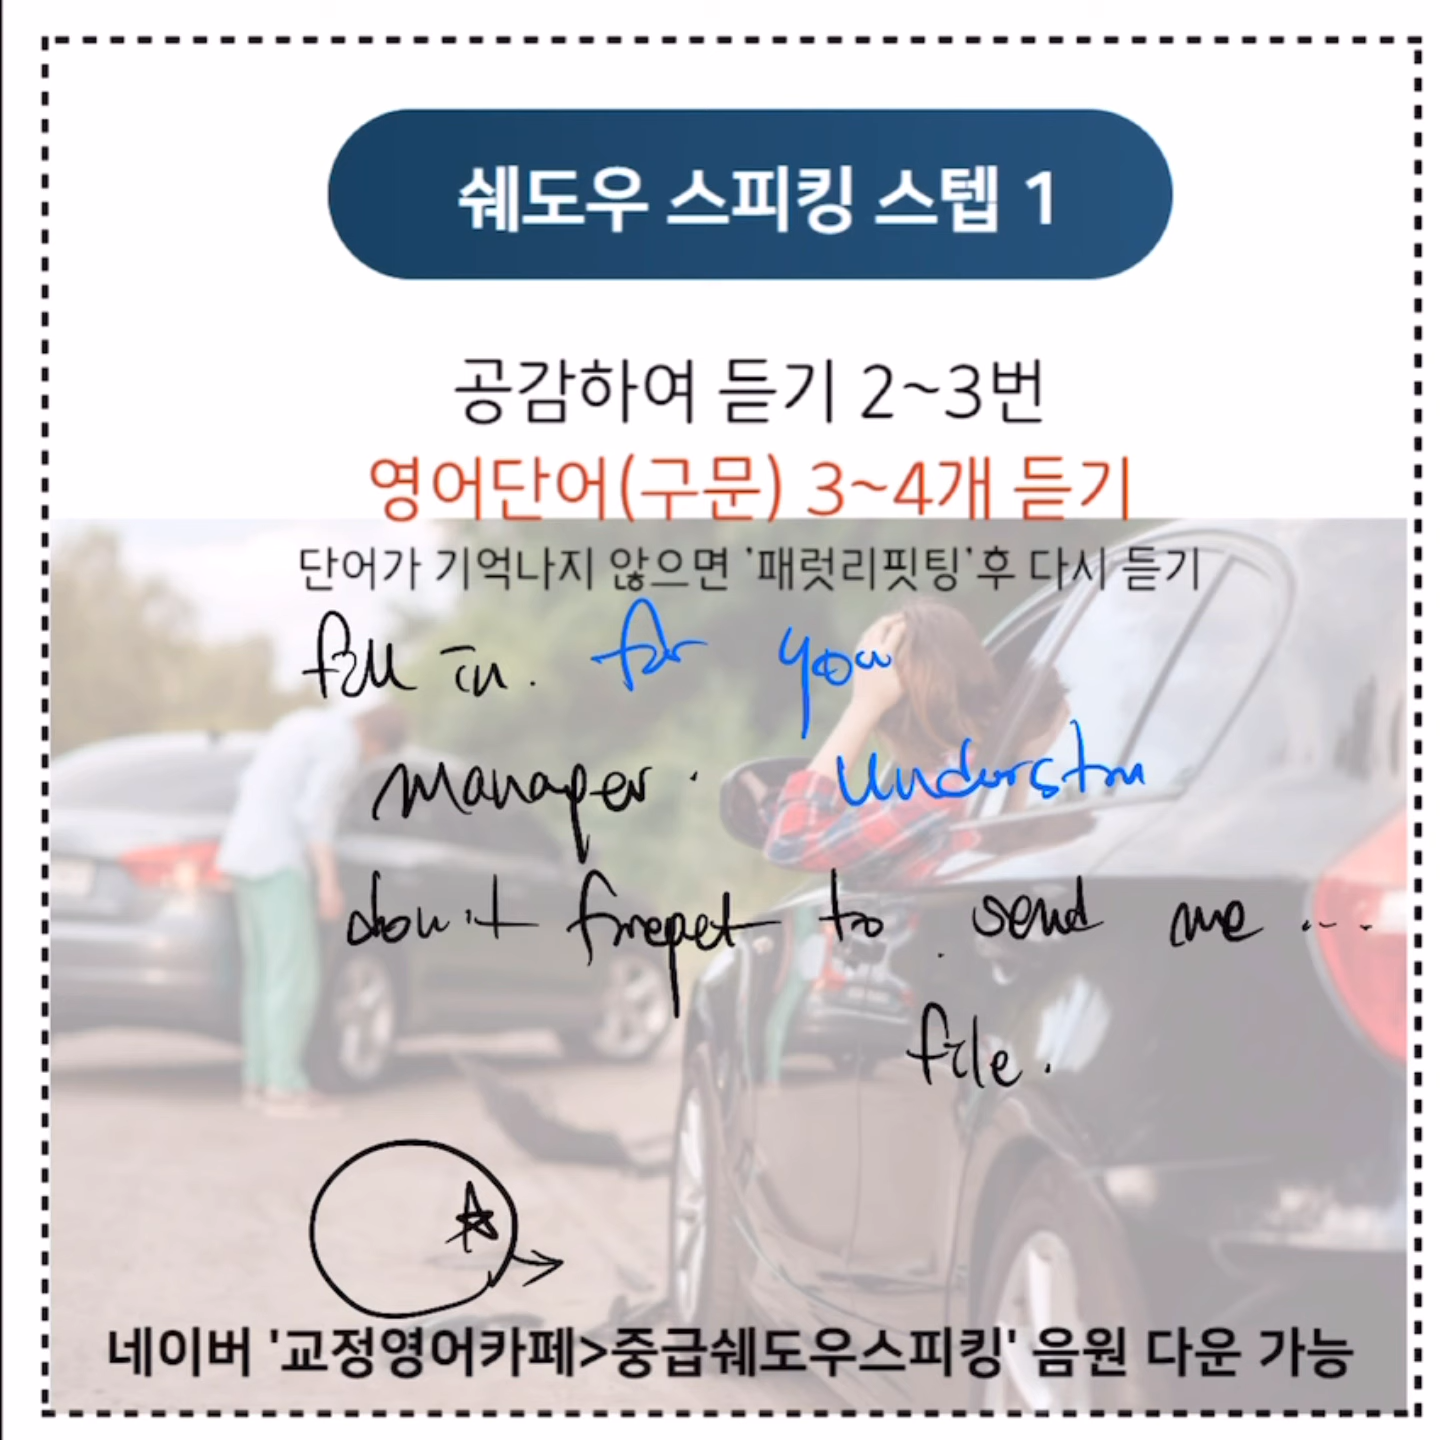 쉐도우 스피킹 스텝 1
공감하여 듣기 2~3번
영어단어(구문) 3~4개 듣기
단어가 기억나지 않으면 '패럿리핏팅'후 다시 듣기
fill in. for you
manager. Understn
don't forget to send me ...
file.
네이버 '교정영어카페>중급쉐도우스피킹' 음원 다운 가능